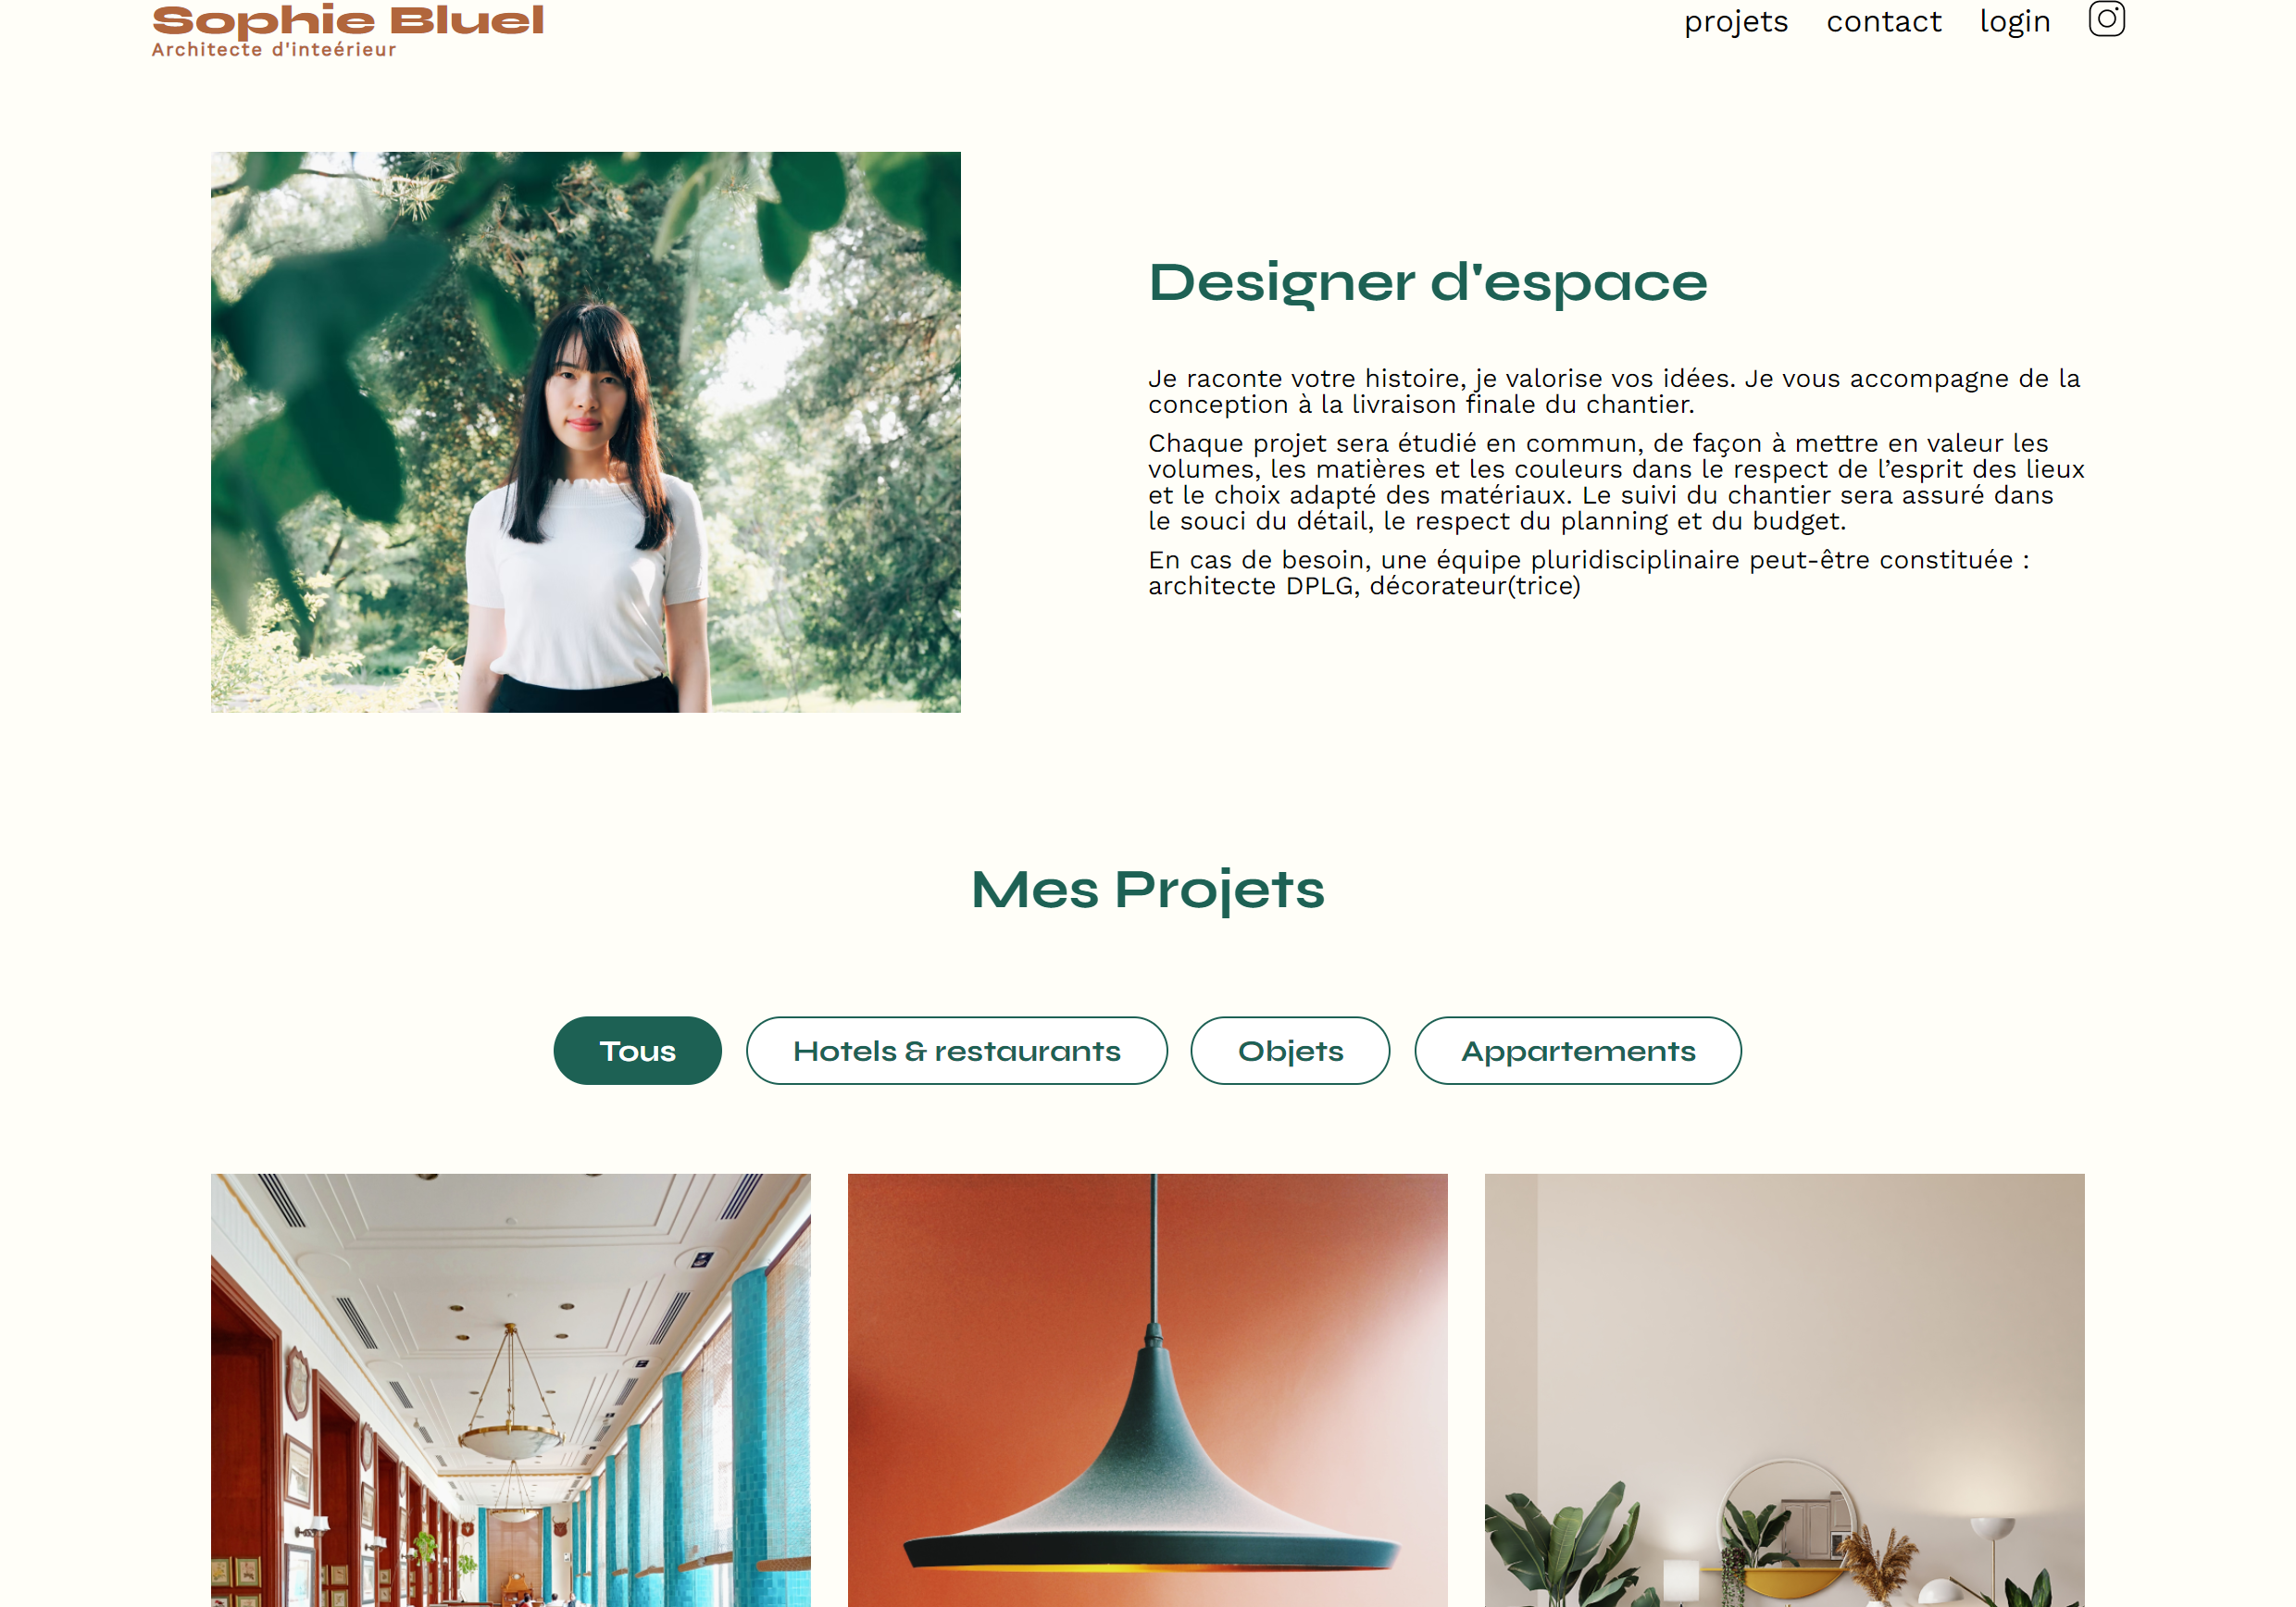 Sophie Bluel
Architecte d'inteérieur
projets contact login
Designer d'espace
Je raconte votre histoire, je valorise vos idées. Je vous accompagne de la
conception à la livraison finale du chantier.
Chaque projet sera étudié en commun, de façon à mettre en valeur les
volumes, les matières et les couleurs dans le respect de l’esprit des lieux
et le choix adapté des matériaux. Le suivi du chantier sera assuré dans
le souci du détail, le respect du planning et du budget.
En cas de besoin, une équipe pluridisciplinaire peut-être constituée :
architecte DPLG, décorateur(trice)
Mes Projets
Tous
Hotels & restaurants
Objets
Appartements